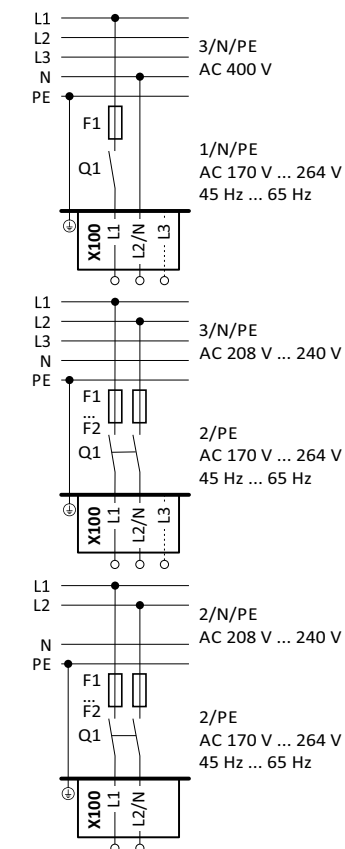 L1
L2
L3
N
PE
3/N/PE
AC 400 V
F1
Q1
1/N/PE
AC 170 V ... 264 V
45 Hz ... 65 Hz
X100
L1
L2/N
L3
L1
L2
L3
N
PE
3/N/PE
AC 208 V ... 240 V
F1
...
F2
Q1
2/PE
AC 170 V ... 264 V
45 Hz ... 65 Hz
X100
L1
L2/N
L3
L1
L2
N
PE
2/N/PE
AC 208 V ... 240 V
F1
...
F2
Q1
2/PE
AC 170 V ... 264 V
45 Hz ... 65 Hz
X100
L1
L2/N